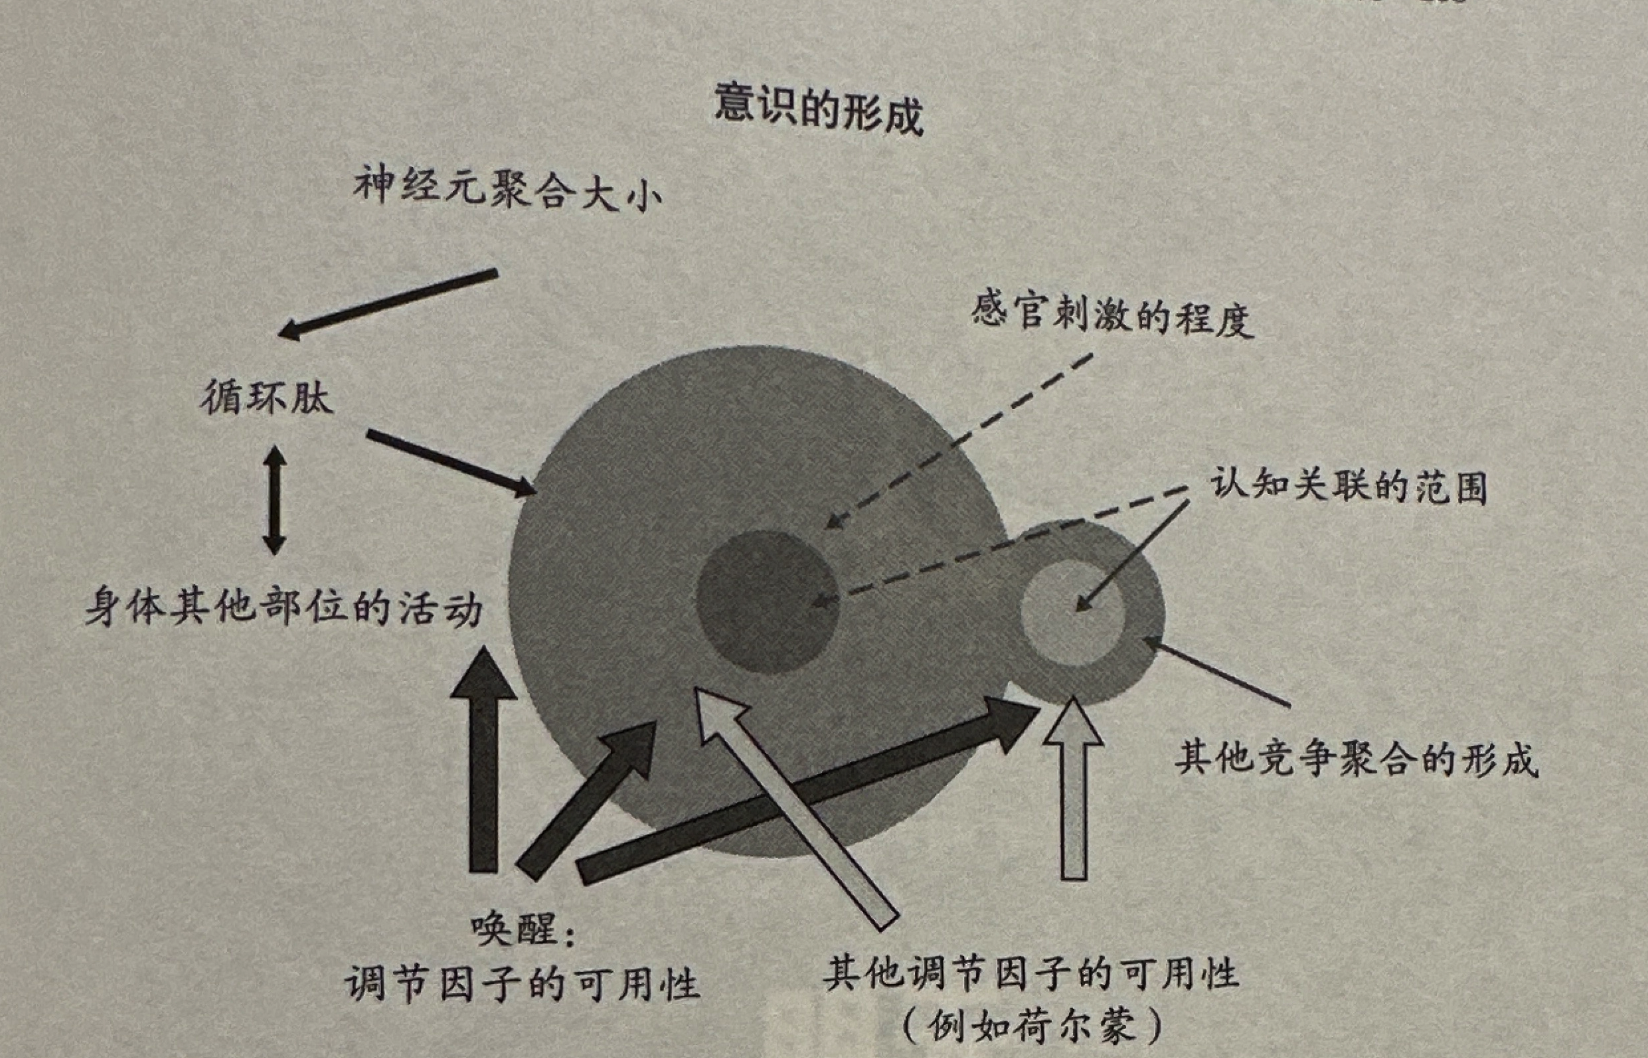 意识的形成
神经元聚合大小
感官刺激的程度
循环肽
认知关联的范围
身体其他部位的活动
其他竞争聚合的形成
唤醒：
调节因子的可用性
其他调节因子的可用性
（例如荷尔蒙）